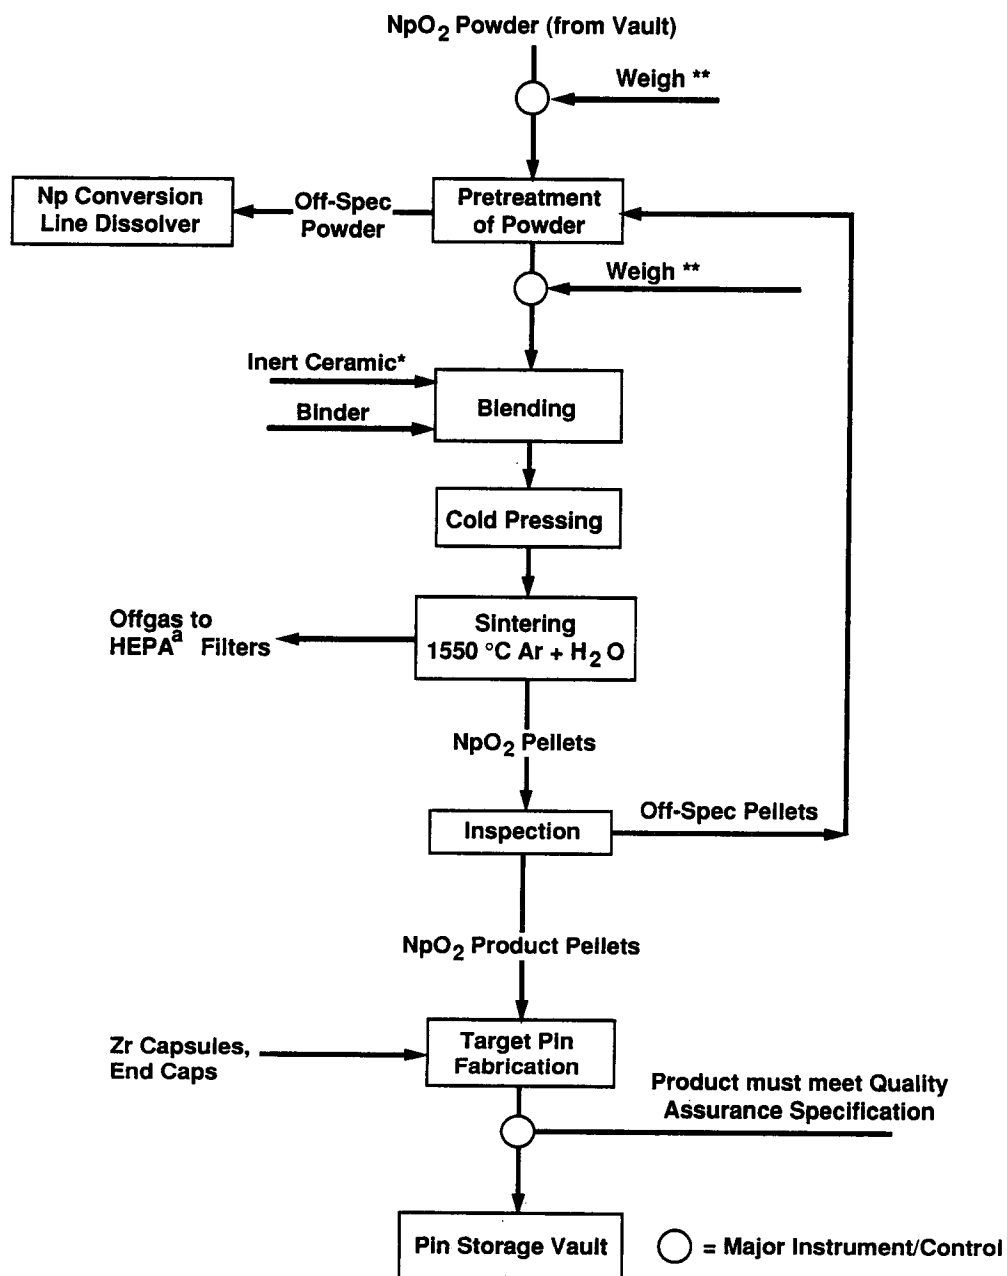 NpO2 Powder (from Vault)
Weigh **
Np Conversion
Line Dissolver
Off-Spec
Powder
Pretreatment
of Powder
Weigh **
Inert Ceramic*
Binder
Blending
Cold Pressing
Offgas to
HEPAa Filters
Sintering
1550 °C Ar + H2 O
NpO2 Pellets
Inspection
Off-Spec Pellets
NpO2 Product Pellets
Zr Capsules,
End Caps
Target Pin
Fabrication
Product must meet Quality
Assurance Specification
Pin Storage Vault
= Major Instrument/Control